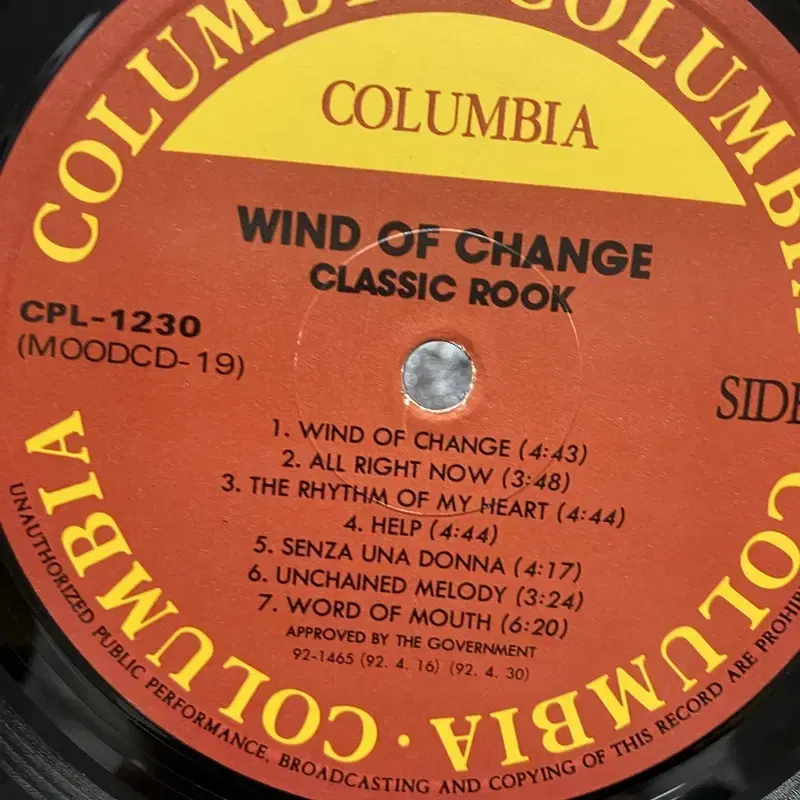 COLUMBIA
COLUMBIA
COLUMBIA
WIND OF CHANGE
CLASSIC ROOK
CPL-1230
(MOODCD-19)
SIDE
1. WIND OF CHANGE (4:43)
2. ALL RIGHT NOW (3:48)
3. THE RHYTHM OF MY HEART (4:44)
4. HELP (4:44)
5. SENZA UNA DONNA (4:17)
6. UNCHAINED MELODY (3:24)
7. WORD OF MOUTH (6:20)
APPROVED BY THE GOVERNMENT
92-1465 (92. 4. 16) (92. 4. 30)
COLUMBIA · COLUMBIA COLUMBIA
UNAUTHORIZED PUBLIC PERFORMANCE, BROADCASTING AND COPYING OF THIS RECORD ARE PROHIBI